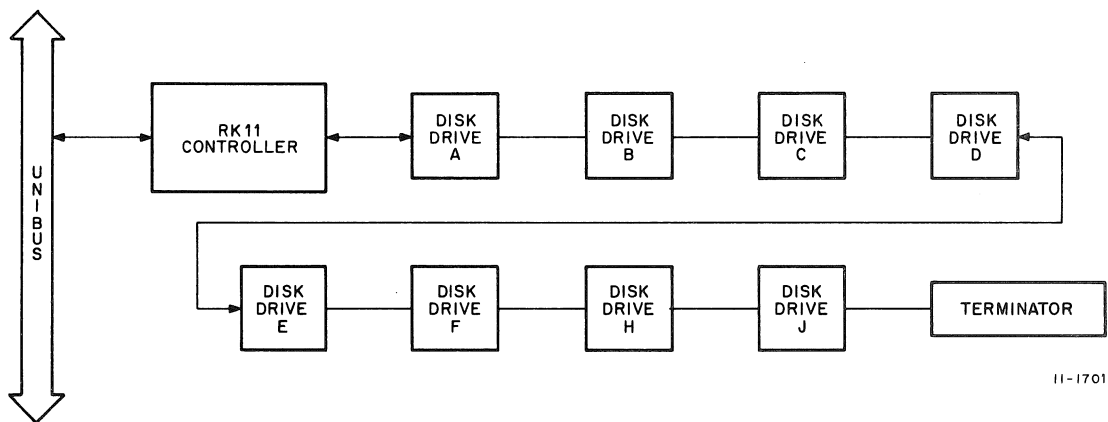 UNIBUS
RK11
CONTROLLER
DISK
DRIVE
A
DISK
DRIVE
B
DISK
DRIVE
C
DISK
DRIVE
D
DISK
DRIVE
E
DISK
DRIVE
F
DISK
DRIVE
H
DISK
DRIVE
J
TERMINATOR
11-1701